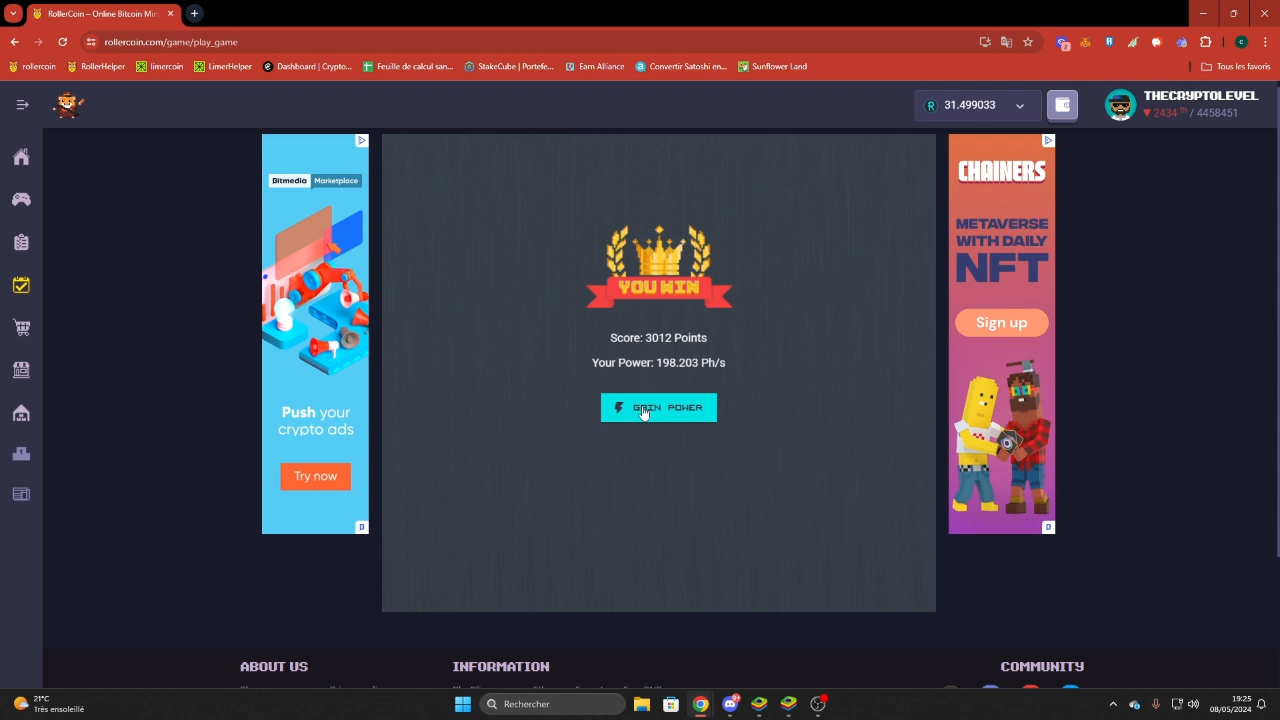 RollerCoin – Online Bitcoin Min
rollercoin.com/game/play_game
rollercoin
RollerHelper
limercoin
LimerHelper
Dashboard | Crypto...
Feuille de calcul san...
StakeCube | Portefe...
Earn Alliance
Convertir Satoshi en...
Sunflower Land
Tous les favoris
31.499033
THECRYPTOLEVEL
2434 th / 4458451
Bitmedia Marketplace
Push your
crypto ads
Try now
YOU WIN
Score: 3012 Points
Your Power: 198.203 Ph/s
GAIN POWER
CHAINERS
METAVERSE
WITH DAILY
NFT
Sign up
ABOUT US
INFORMATION
COMMUNITY
21°C
Très ensoleillé
Rechercher
19:25
08/05/2024